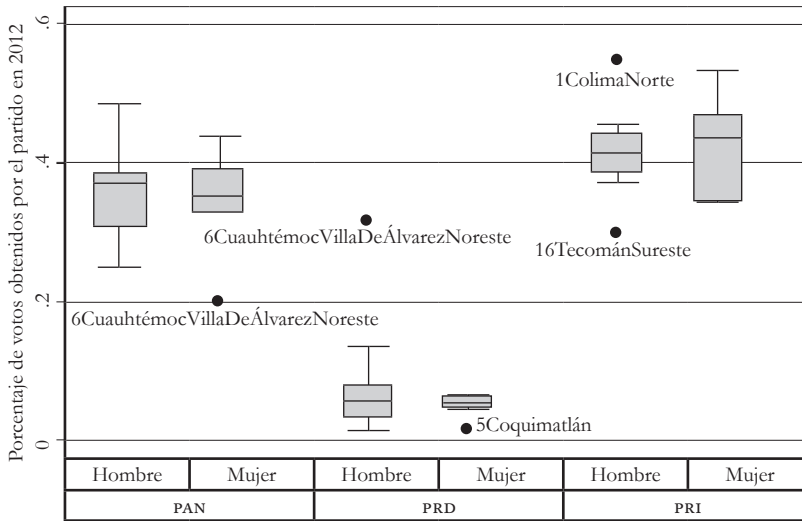 Porcentaje de votos obtenidos por el partido en 2012
.6
.4
.2
0
1ColimaNorte
6CuauhtémocVillaDeÁlvarezNoreste
16TecománSureste
6CuauhtémocVillaDeÁlvarezNoreste
5Coquimatlán
Hombre Mujer Hombre Mujer Hombre Mujer
PAN PRD PRI